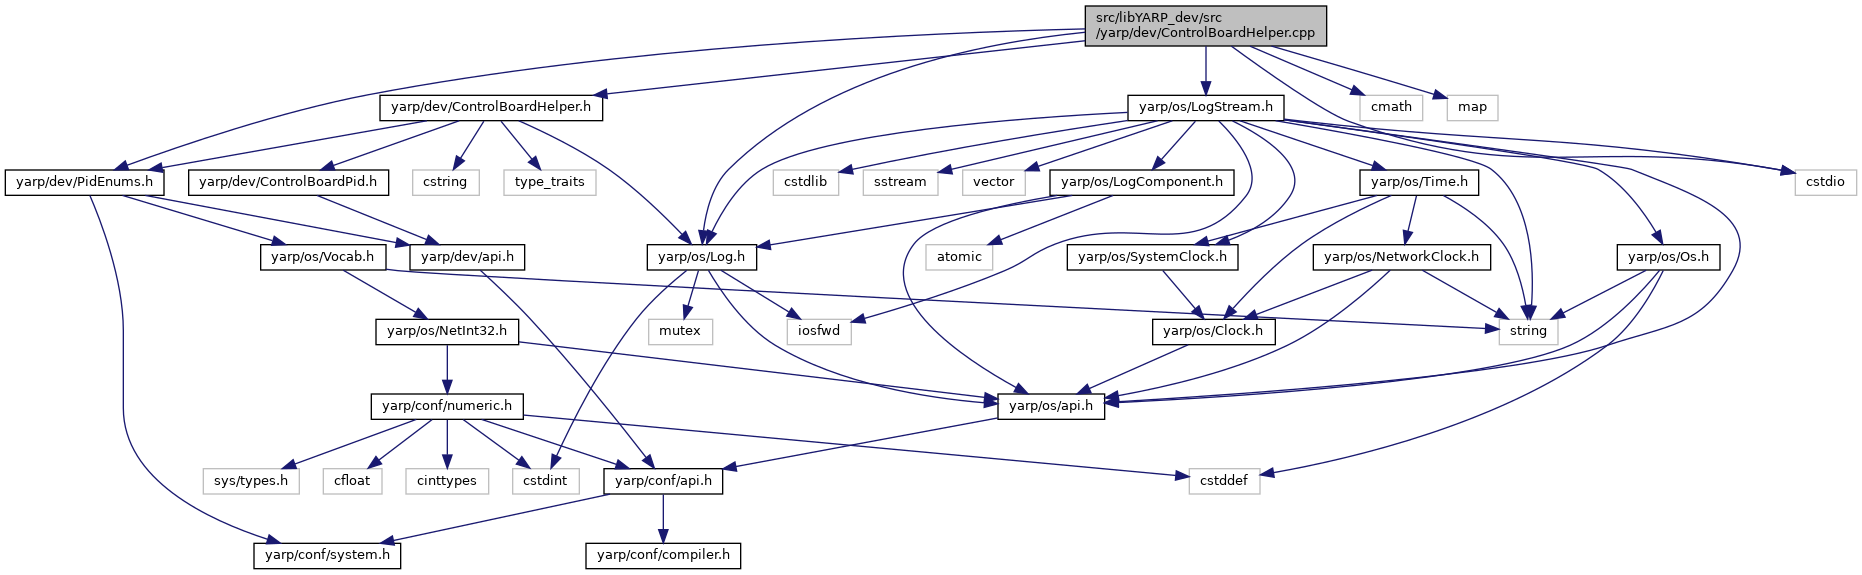 src/libYARP_dev/src
/yarp/dev/ControlBoardHelper.cpp
yarp/dev/ControlBoardHelper.h
yarp/os/LogStream.h
cmath
map
yarp/dev/PidEnums.h
yarp/dev/ControlBoardPid.h
cstring
type_traits
cstdlib
sstream
vector
yarp/os/LogComponent.h
yarp/os/Time.h
cstdio
yarp/os/Vocab.h
yarp/dev/api.h
yarp/os/Log.h
atomic
yarp/os/SystemClock.h
yarp/os/NetworkClock.h
yarp/os/Os.h
yarp/os/NetInt32.h
mutex
iosfwd
yarp/os/Clock.h
string
yarp/conf/numeric.h
yarp/os/api.h
sys/types.h
cfloat
cinttypes
cstdint
yarp/conf/api.h
cstddef
yarp/conf/system.h
yarp/conf/compiler.h